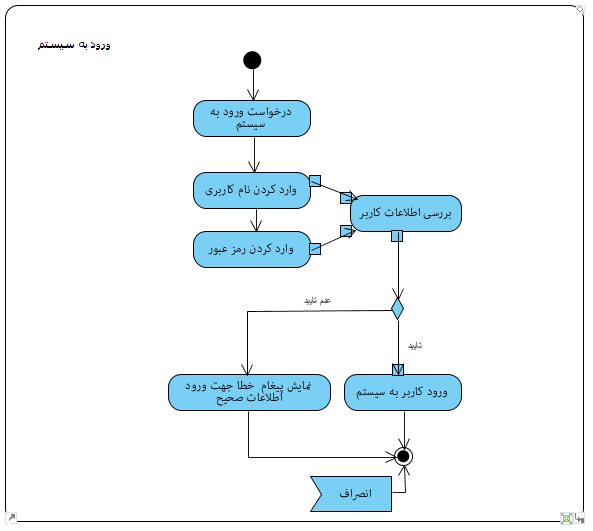 ورود به سیستم
درخواست ورود به
سیستم
وارد کردن نام کاربری
بررسی اطلاعات کاربر
وارد کردن رمز عبور
عدم تایید
تایید
نمایش پیغام خطا جهت ورود
اطلاعات صحیح
ورود کاربر به سیستم
انصراف